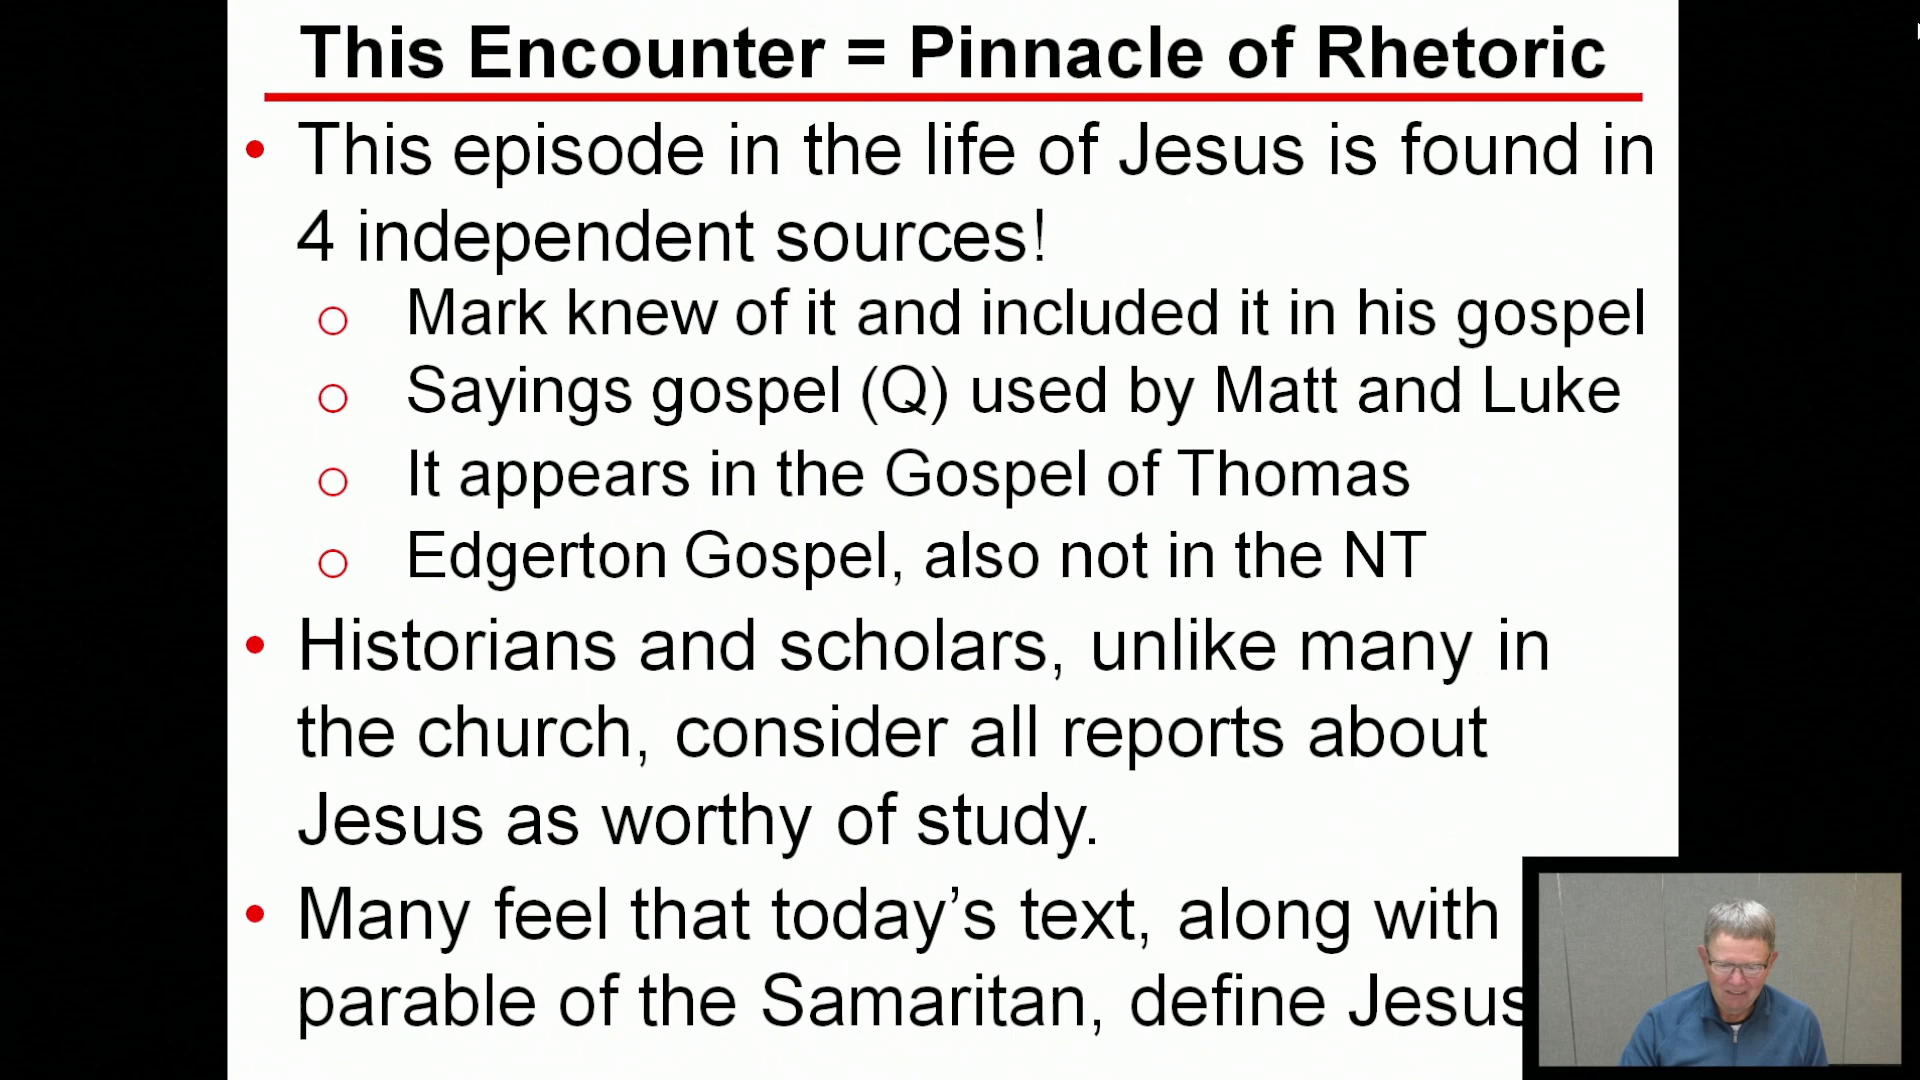 This Encounter = Pinnacle of Rhetoric
• This episode in the life of Jesus is found in
4 independent sources!
o Mark knew of it and included it in his gospel
o Sayings gospel (Q) used by Matt and Luke
o It appears in the Gospel of Thomas
o Edgerton Gospel, also not in the NT
• Historians and scholars, unlike many in
the church, consider all reports about
Jesus as worthy of study.
• Many feel that today’s text, along with
parable of the Samaritan, define Jesus